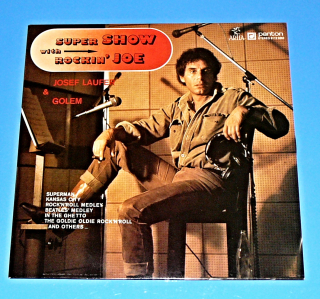 SUPER SHOW
with ROCKIN' JOE
JOSEF LAUFER
& GOLEM
ARIA
panton
SUPERMAN
KANSAS CITY
ROCK'N'ROLL MEDLEY
BEATLES' MEDLEY
IN THE GHETTO
THE GOLDIE OLDIE ROCK'N'ROLL
AND OTHERS...